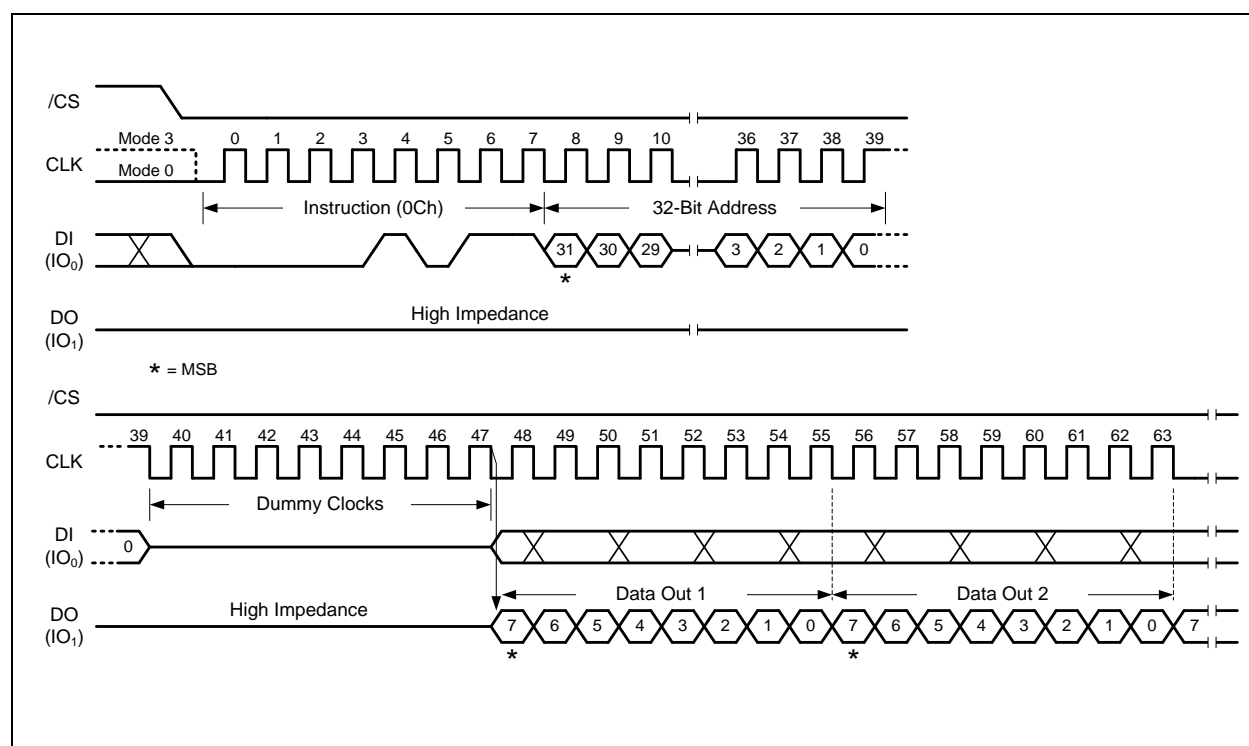 /CS
Mode 3 0 1 2 3 4 5 6 7 8 9 10 36 37 38 39
CLK
Mode 0
Instruction (0Ch) 32-Bit Address
DI
(IO0) 31 30 29 3 2 1 0
*
High Impedance
DO
(IO1)
* = MSB
/CS
39 40 41 42 43 44 45 46 47 48 49 50 51 52 53 54 55 56 57 58 59 60 61 62 63
CLK
Dummy Clocks
DI
(IO0) 0
Data Out 1 Data Out 2
High Impedance
DO
(IO1) 7 6 5 4 3 2 1 0 7 6 5 4 3 2 1 0 7
* *